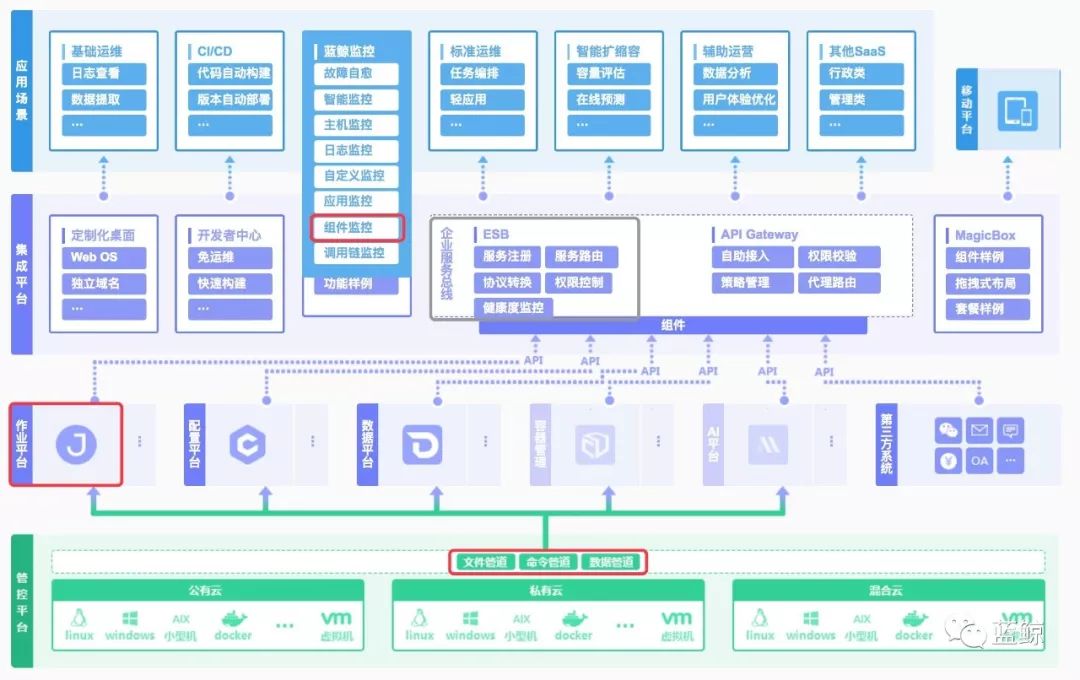 应用场景
基础运维
日志查看
数据提取
...
CI/CD
代码自动构建
版本自动部署
...
蓝鲸监控
故障自愈
智能监控
主机监控
日志监控
自定义监控
应用监控
组件监控
调用链监控
功能样例
标准运维
任务编排
轻应用
...
智能扩缩容
容量评估
在线预测
...
辅助运营
数据分析
用户体验优化
...
其他SaaS
行政类
管理类
...
移动平台
集成平台
定制化桌面
Web OS
独立域名
...
开发者中心
免运维
快速构建
...
企业服务总线
ESB
服务注册
服务路由
协议转换
权限控制
健康度监控
API Gateway
自助接入
权限校验
策略管理
代理路由
组件
MagicBox
组件样例
拖拽式布局
套餐样例
API
API
API
API
API
API
作业平台
J
配置平台
C
数据平台
容器管理
AI平台
第三方系统
OA
...
管控平台
文件管道
命令管道
数据管道
公有云
linux
windows
AIX
小型机
docker
...
vm
虚拟机
私有云
linux
windows
AIX
小型机
docker
...
vm
虚拟机
混合云
linux
windows
AIX
小型机
docker
vm
蓝鲸